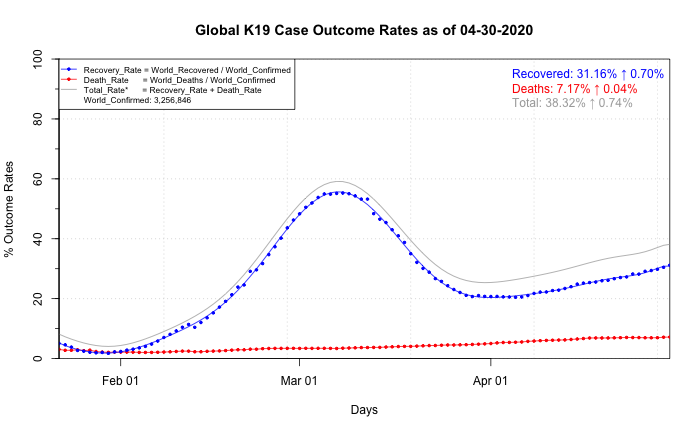 Global K19 Case Outcome Rates as of 04-30-2020
Recovery_Rate = World_Recovered / World_Confirmed
Death_Rate = World_Deaths / World_Confirmed
Total_Rate* = Recovery_Rate + Death_Rate
World_Confirmed: 3,256,846
Recovered: 31.16% ↑ 0.70%
Deaths: 7.17% ↑ 0.04%
Total: 38.32% ↑ 0.74%
% Outcome Rates
100
80
60
40
20
0
Feb 01 Mar 01 Apr 01
Days